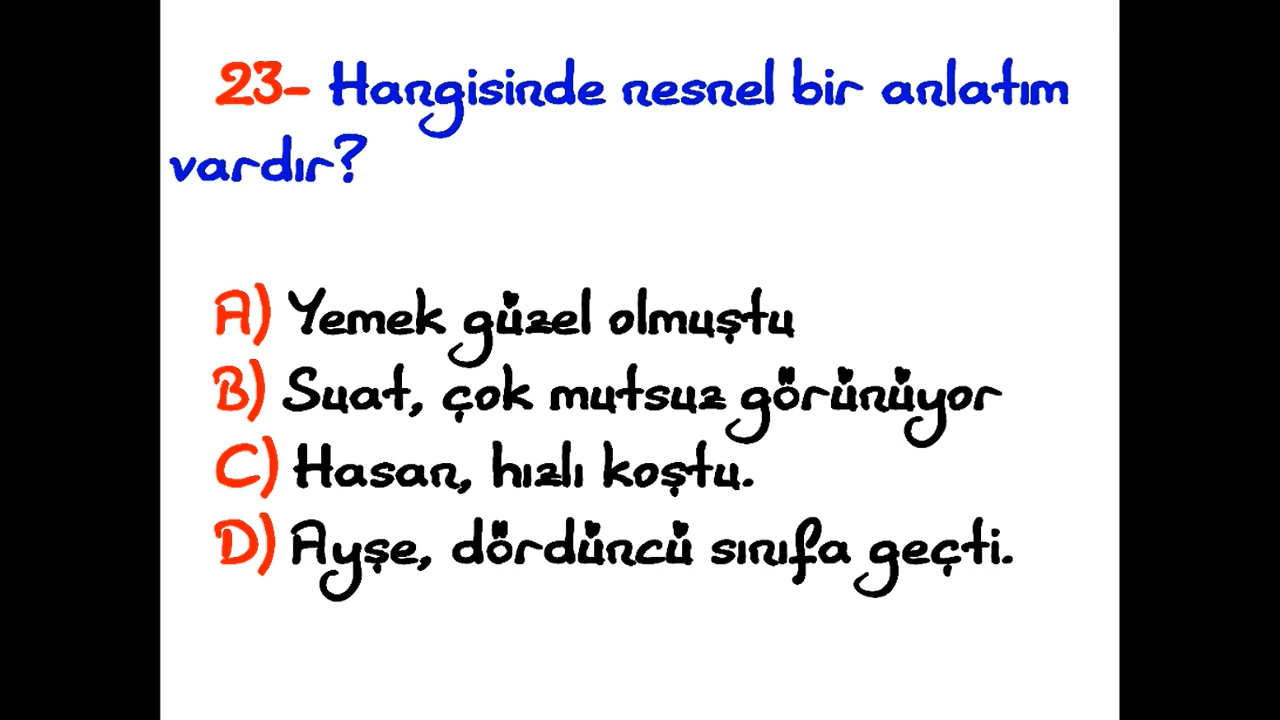 23- Hangisinde nesnel bir anlatım
vardır?
A) Yemek güzel olmuştu
B) Suat, çok mutsuz görünüyor
C) Hasan, hızlı koştu.
D) Ayşe, dördüncü sınıfa geçti.